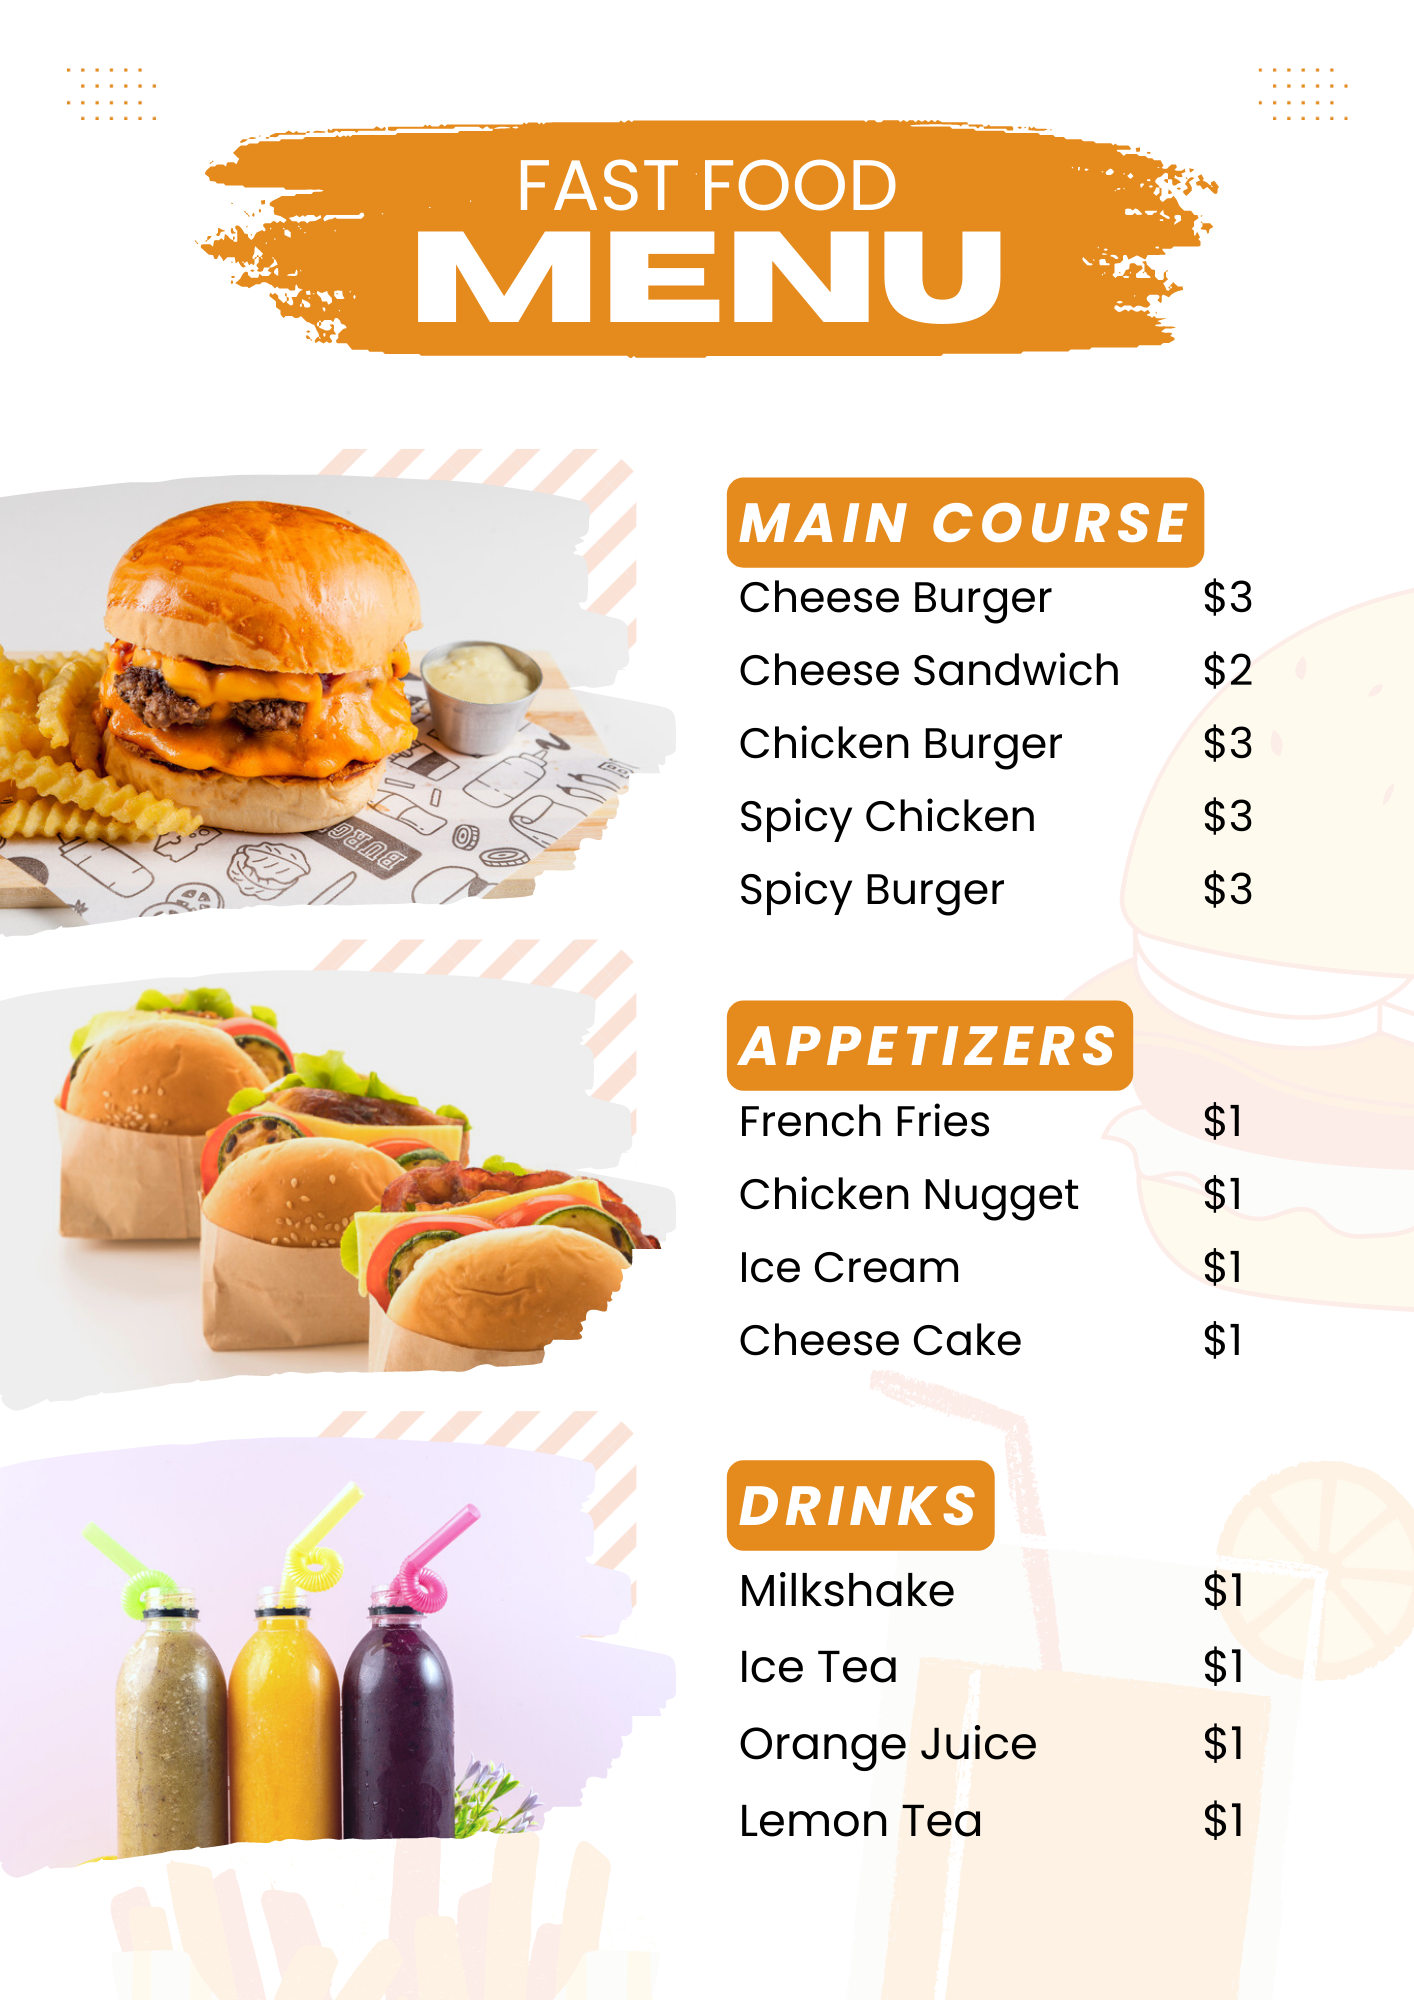 FAST FOOD
MENU
MAIN COURSE
Cheese Burger $3
Cheese Sandwich $2
Chicken Burger $3
Spicy Chicken $3
Spicy Burger $3
BURG
APPETIZERS
French Fries $1
Chicken Nugget $1
Ice Cream $1
Cheese Cake $1
DRINKS
Milkshake $1
Ice Tea $1
Orange Juice $1
Lemon Tea $1